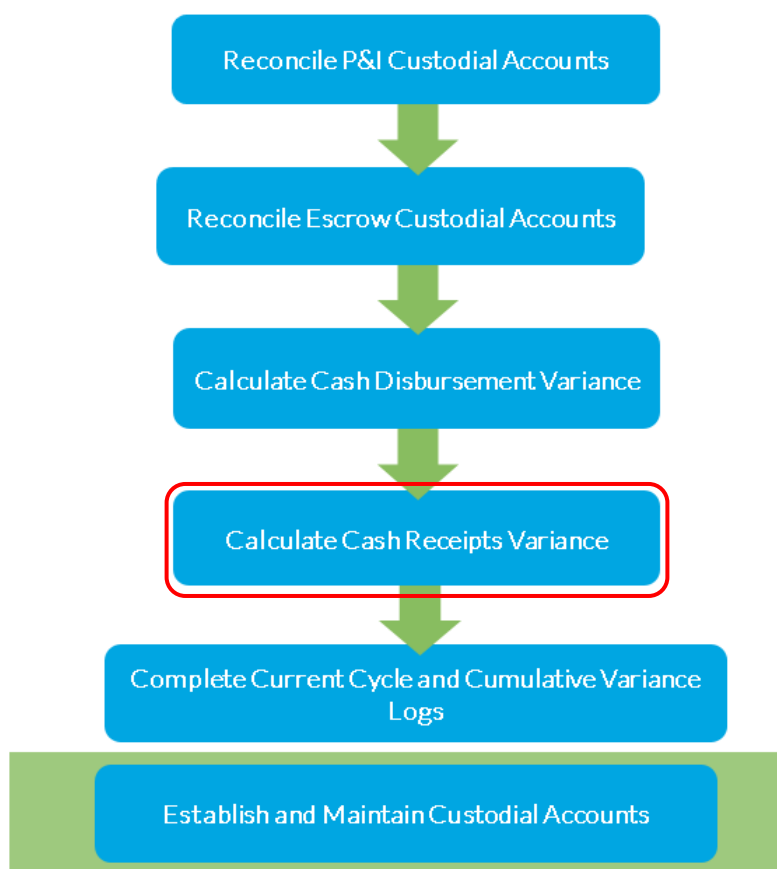 Reconcile P&I Custodial Accounts
Reconcile Escrow Custodial Accounts
Calculate Cash Disbursement Variance
Calculate Cash Receipts Variance
Complete Current Cycle and Cumulative Variance
Logs
Establish and Maintain Custodial Accounts